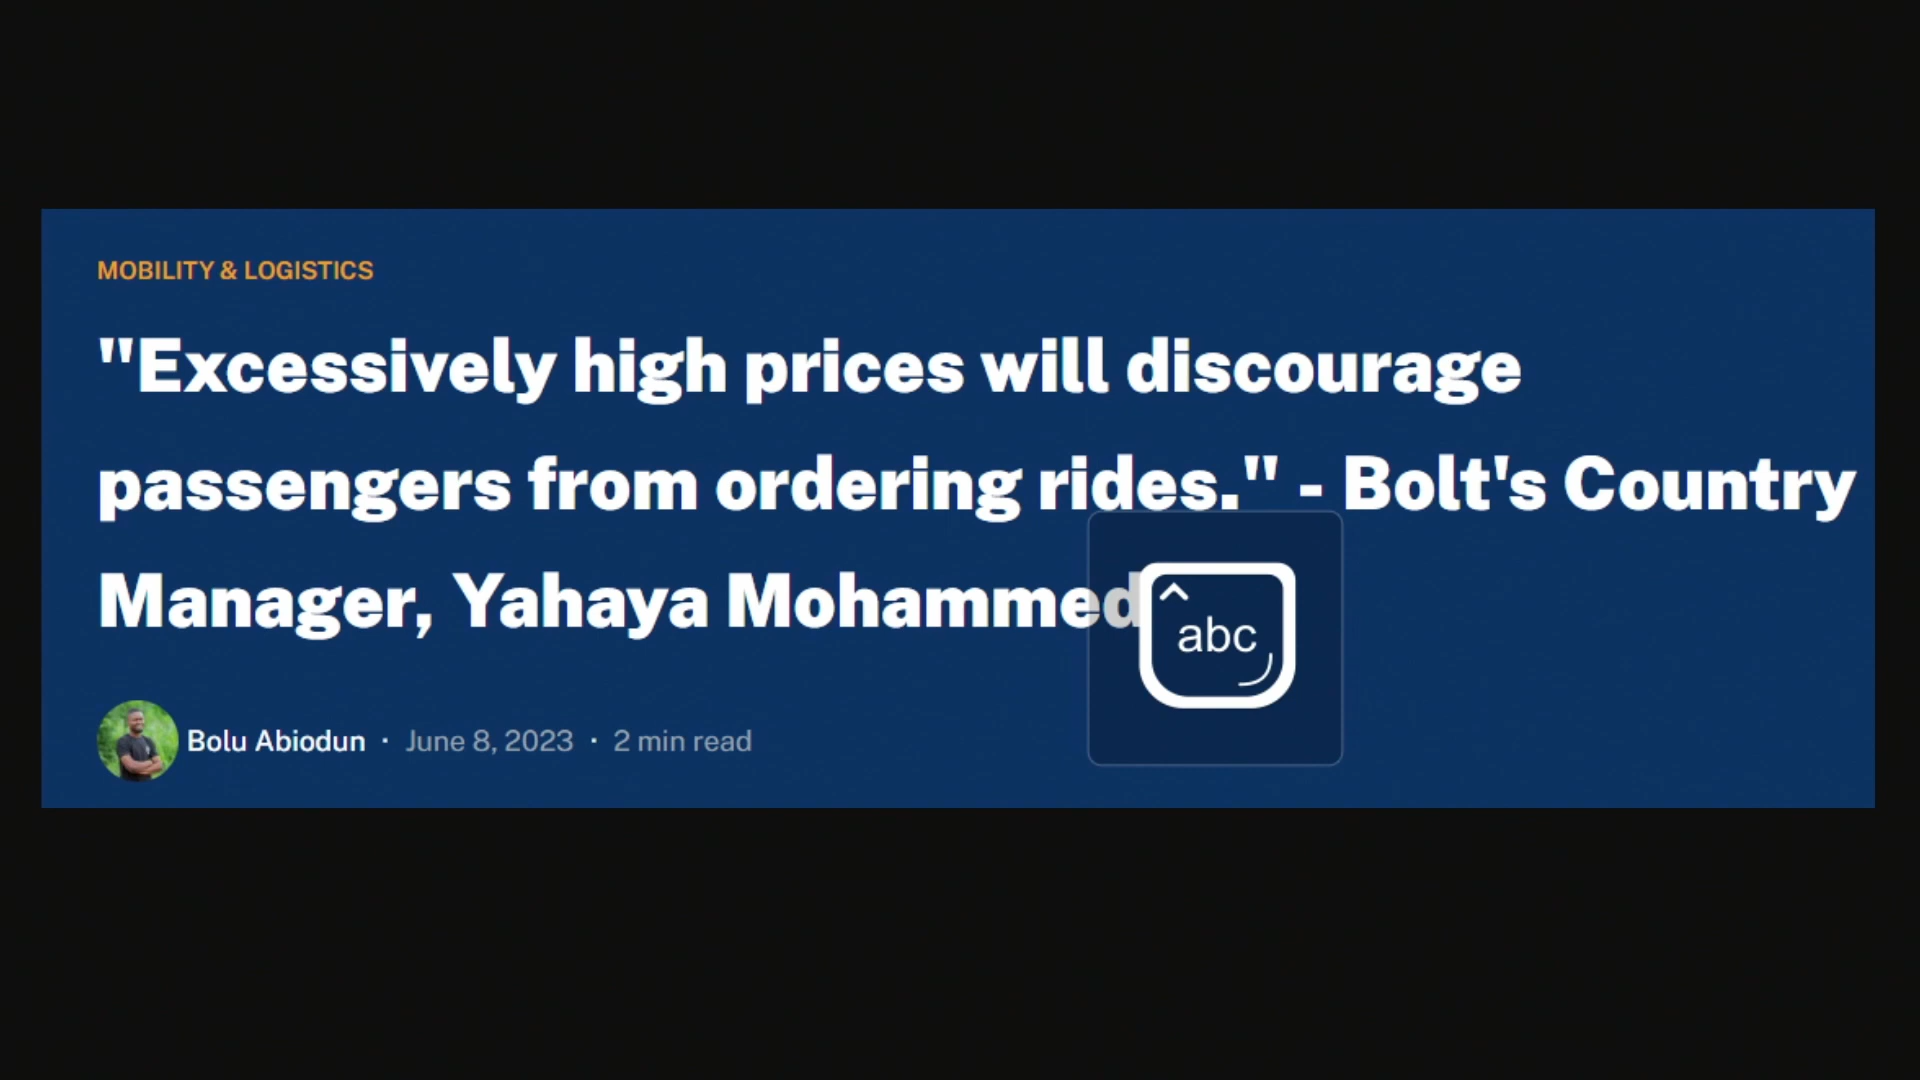 MOBILITY & LOGISTICS
"Excessively high prices will discourage
passengers from ordering rides." - Bolt's Country
Manager, Yahaya Mohammed
abc
Bolu Abiodun · June 8, 2023 · 2 min read